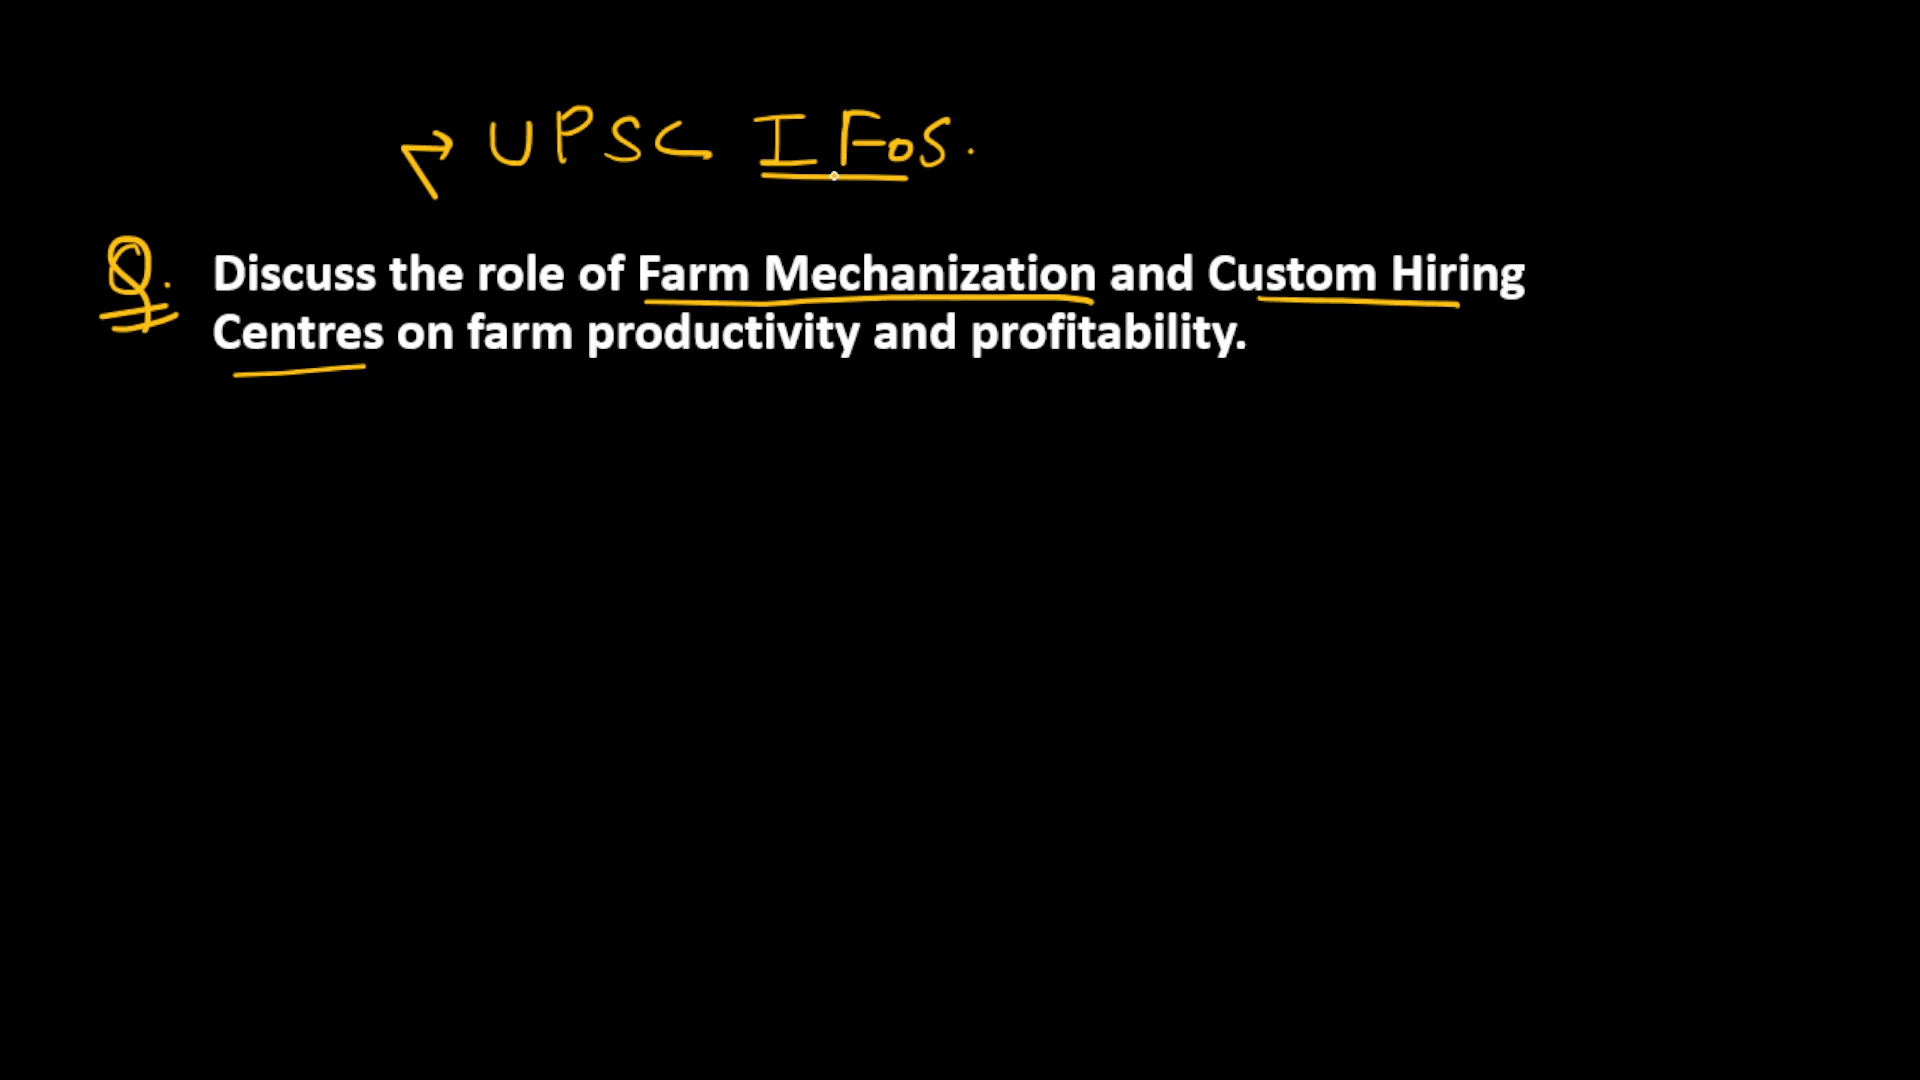 UPSC IFoS.
Q. Discuss the role of Farm Mechanization and Custom Hiring
Centres on farm productivity and profitability.